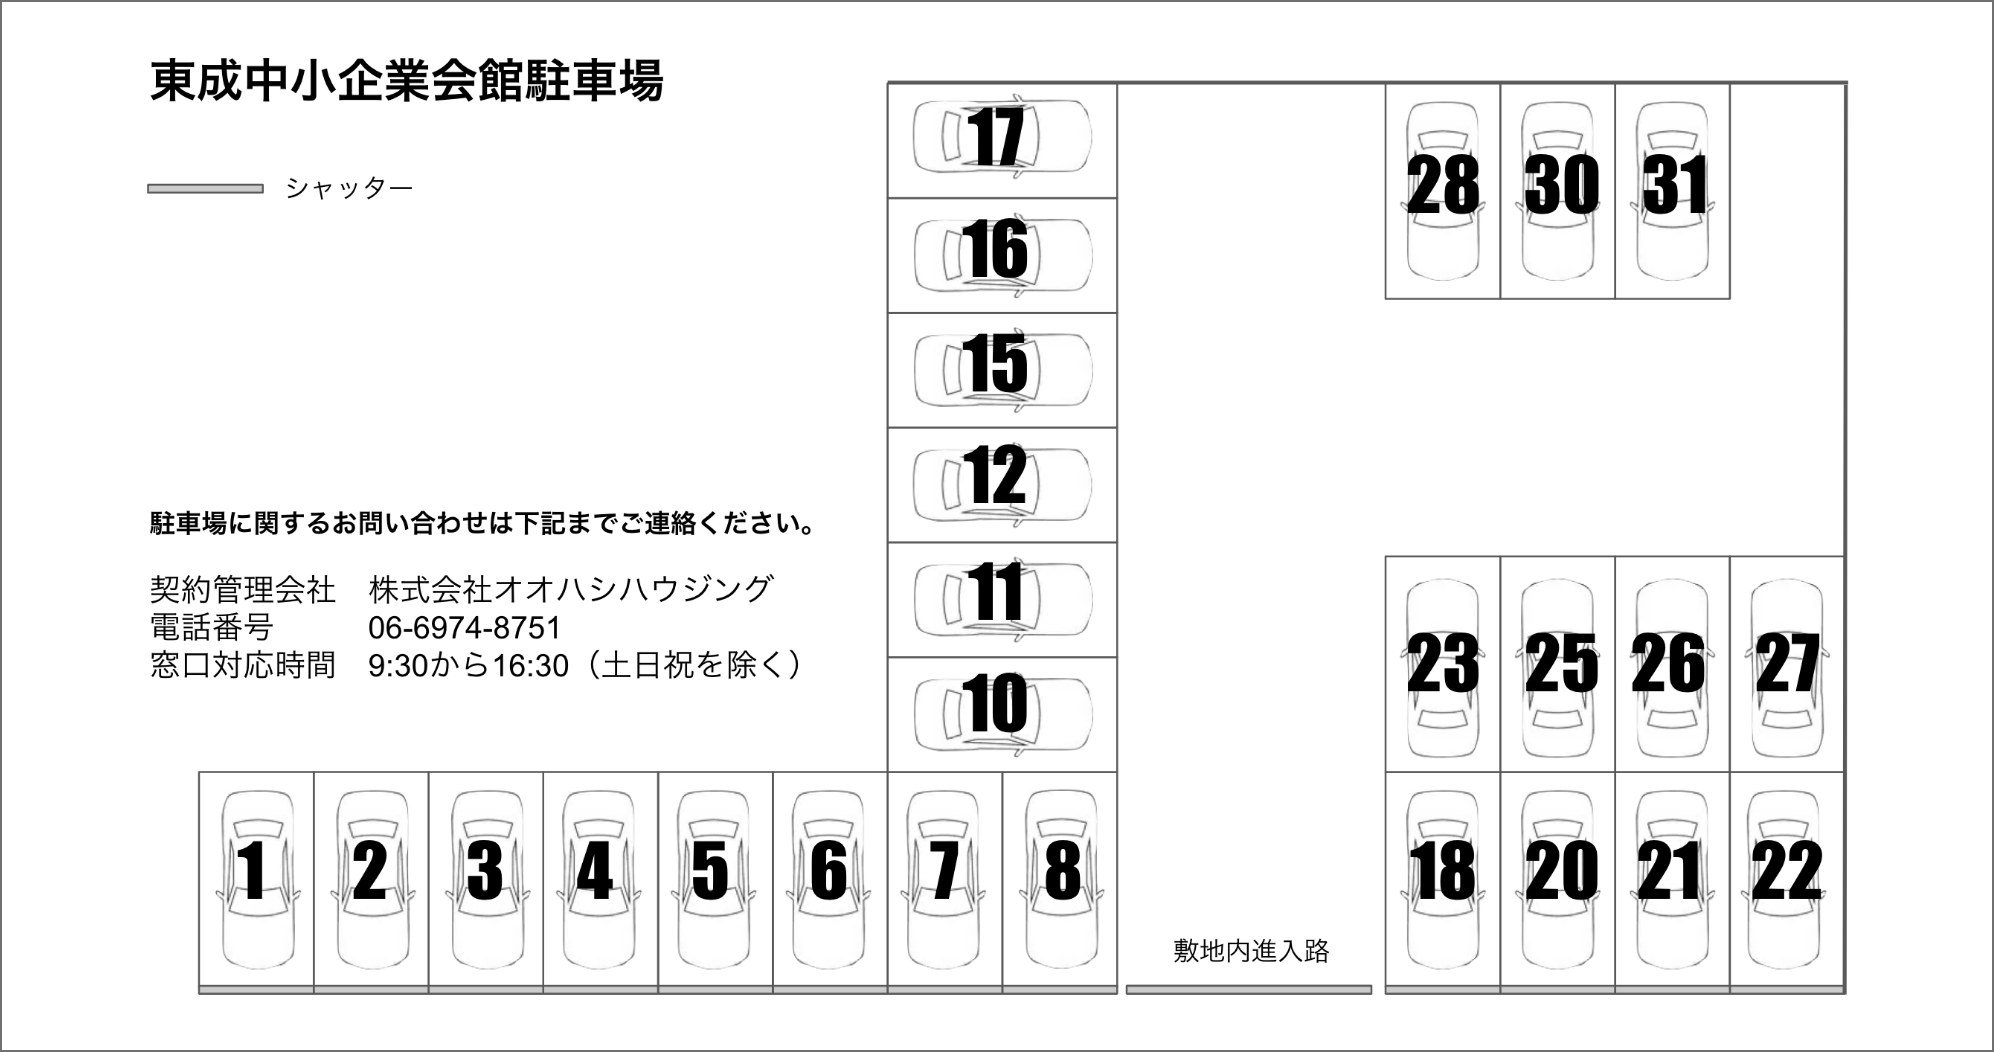 東成中小企業会館駐車場
シャッター
駐車場に関するお問い合わせは下記までご連絡ください。
契約管理会社　株式会社オオハシハウジング
電話番号　06-6974-8751
窓口対応時間　9:30から16:30（土日祝を除く）
17
16
15
12
11
10
28 30 31
23 25 26 27
1 2 3 4 5 6 7 8
18 20 21 22
敷地内進入路